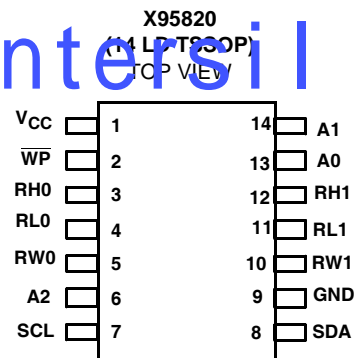 X95820
(14 LD TSSOP)
TOP VIEW
ntersil
VCC 1 14 A1
WP 2 13 A0
RH0 3 12 RH1
RL0 4 11 RL1
RW0 5 10 RW1
A2 6 9 GND
SCL 7 8 SDA